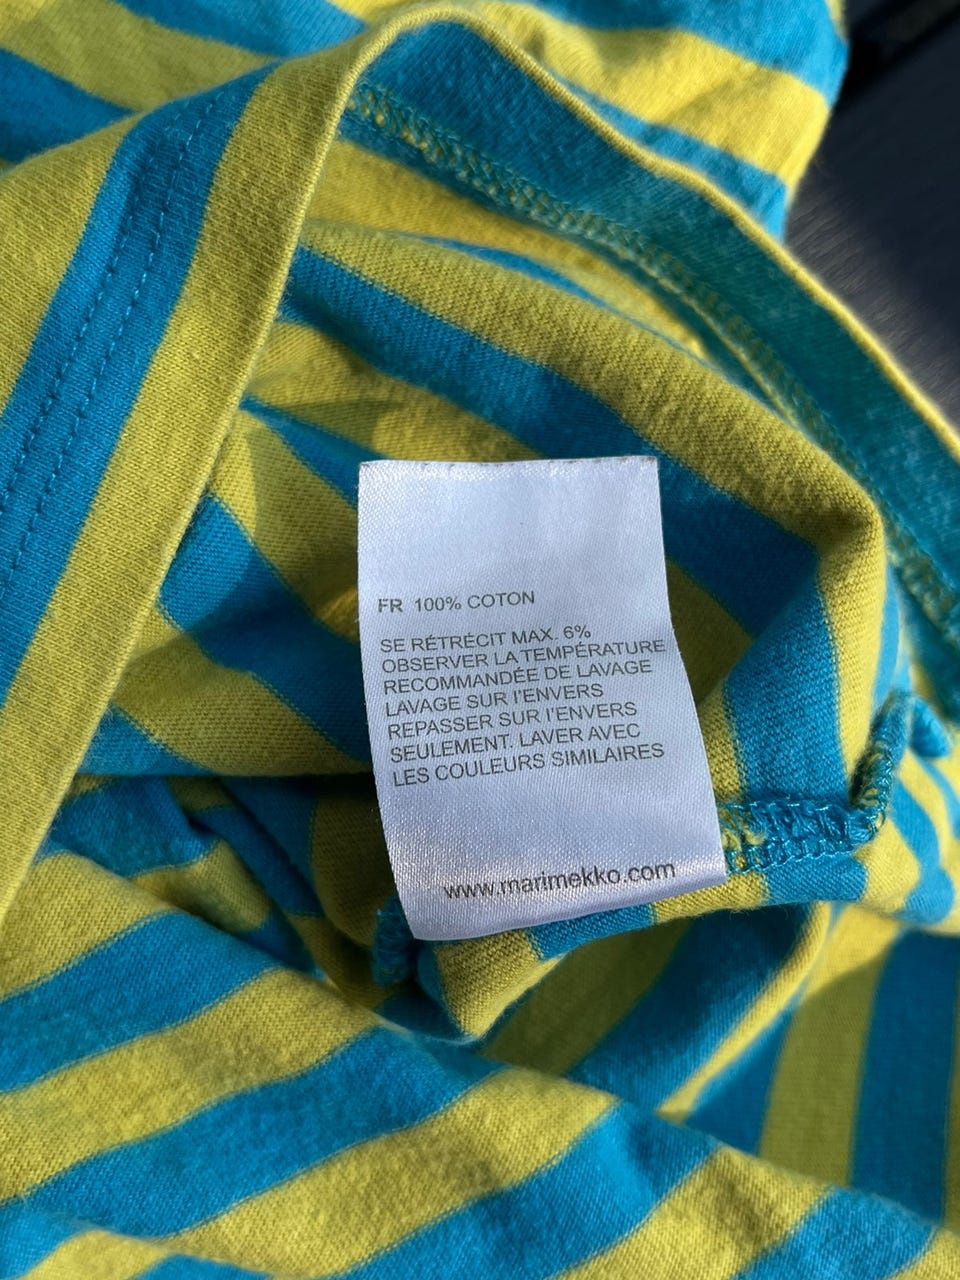 FR 100% COTON
SE RÉTRÉCIT MAX. 6%
OBSERVER LA TEMPÉRATURE
RECOMMANDÉE DE LAVAGE
LAVAGE SUR I'ENVERS
REPASSER SUR I'ENVERS
SEULEMENT. LAVER AVEC
LES COULEURS SIMILAIRES
www.marimekko.com